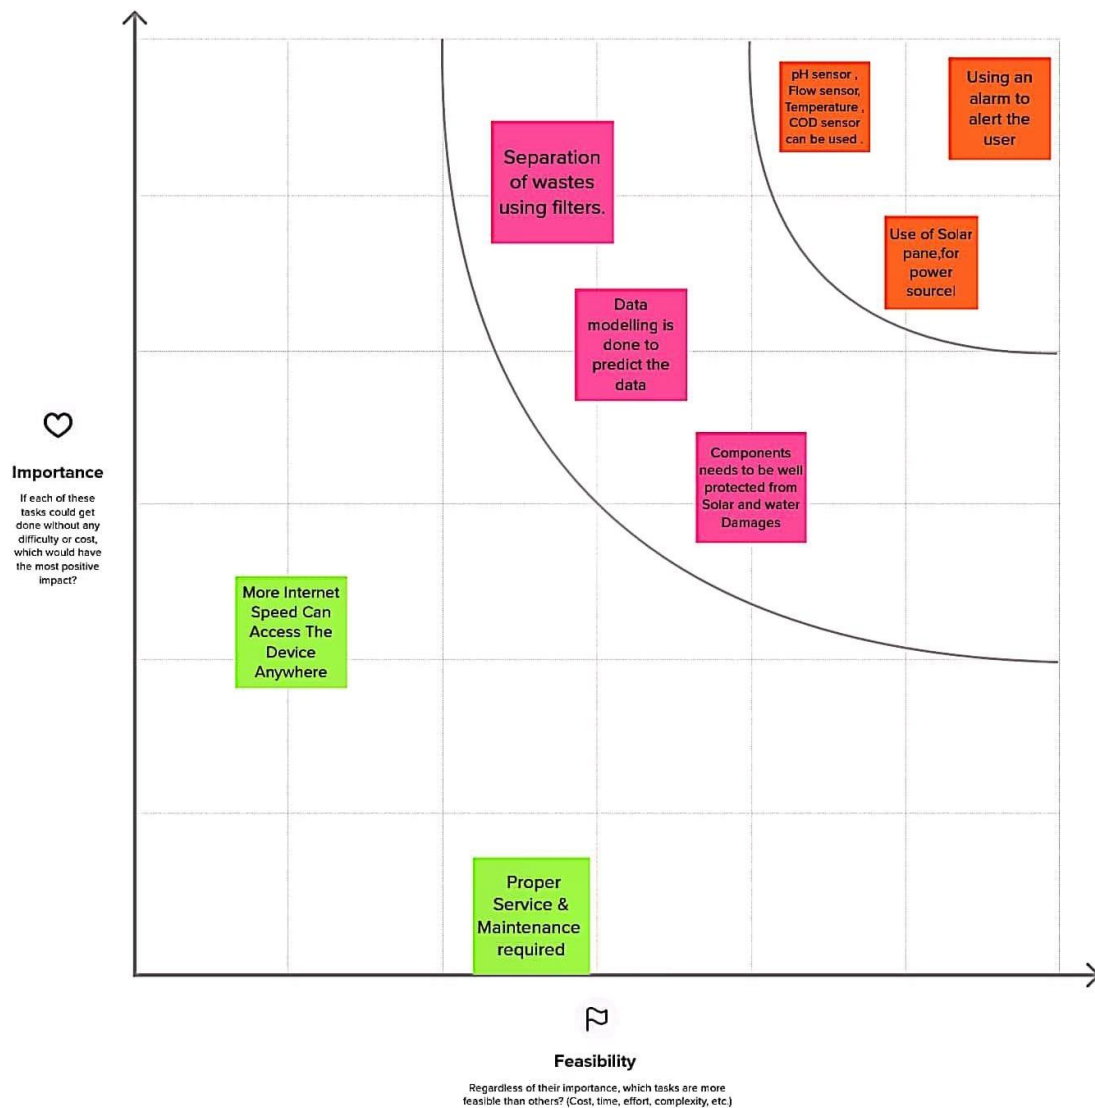 pH sensor ,
Flow sensor,
Temperature ,
COD sensor
can be used .
Using an
alarm to
alert the
user
Separation
of wastes
using filters.
Use of Solar
pane,for
power
source|
Data
modelling is
done to
predict the
data
Importance
If each of these
tasks could get
done without any
difficulty or cost,
which would have
the most positive
impact?
Components
needs to be well
protected from
Solar and water
Damages
More Internet
Speed Can
Access The
Device
Anywhere
Proper
Service &
Maintenance
required
Feasibility
Regardless of their importance, which tasks are more
feasible than others? (Cost, time, effort, complexity, etc.)